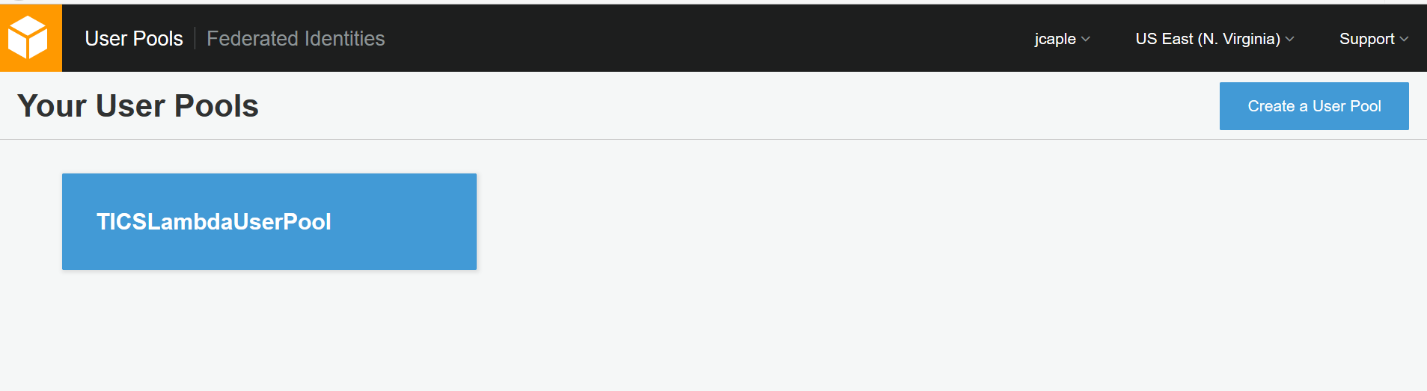 User Pools Federated Identities jcaple US East (N. Virginia) Support
Your User Pools Create a User Pool
TICSLambdaUserPool